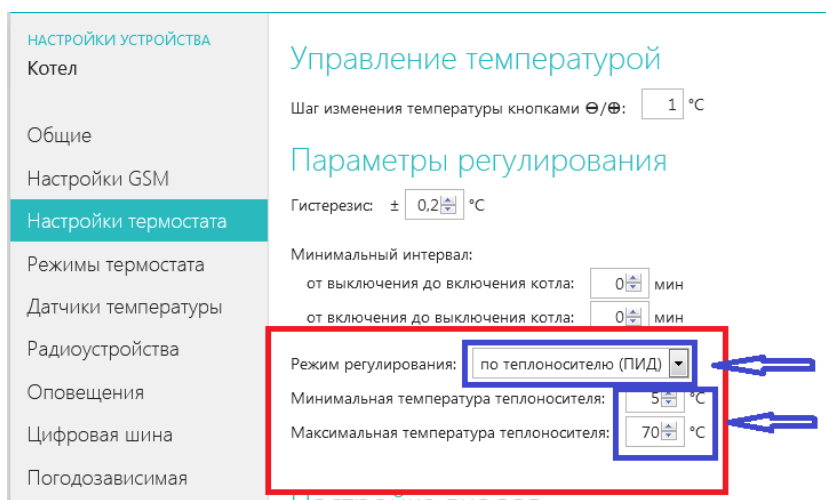 НАСТРОЙКИ УСТРОЙСТВА
Котел
Общие
Настройки GSM
Настройки термостата
Режимы термостата
Датчики температуры
Радиоустройства
Оповещения
Цифровая шина
Погодозависимая
Управление температурой
Шаг изменения температуры кнопками ⊖/⊕: 1 °C
Параметры регулирования
Гистерезис: ± 0,2 °C
Минимальный интервал:
от выключения до включения котла: 0 мин
от включения до выключения котла: 0 мин
Режим регулирования: по теплоносителю (ПИД)
Минимальная температура теплоносителя: 5 °C
Максимальная температура теплоносителя: 70 °C